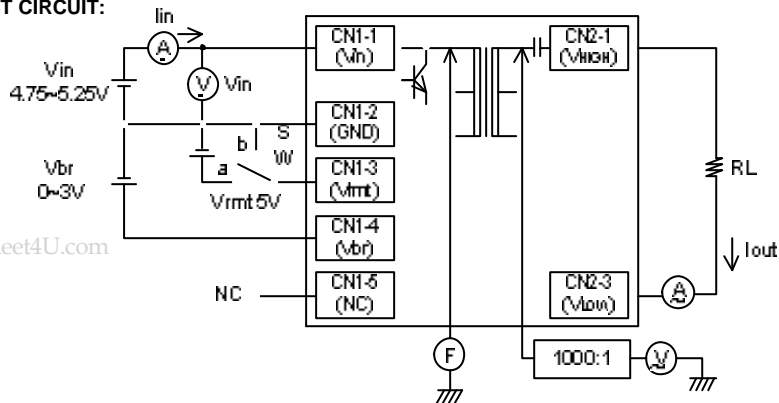 T CIRCUIT:
Iin
A
Vin
4.75~5.25V
V
Vin
CN1-1
(Vin)
CN1-2
(GND)
CN1-3
(Vrmt)
CN1-4
(Vbr)
CN1-5
(NC)
b
S
W
a
Vrmt 5V
Vbr
0~3V
NC
CN2-1
(VHIGH)
CN2-3
(VLOW)
RL
Iout
A
F
1000:1
V
eet4U.com